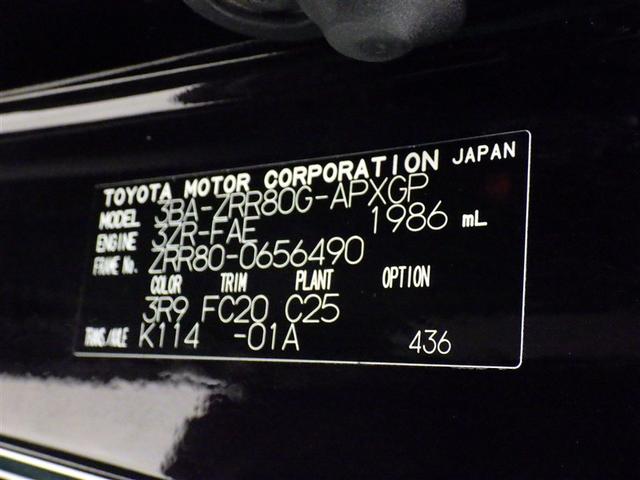 TOYOTA MOTOR CORPORATION JAPAN
MODEL 3BA-ZRR80G-APXGP
ENGINE 3ZR-FAE 1986 mL
FRAME No. ZRR80-0656490
COLOR TRIM PLANT OPTION
3R9 FC20 C25
TRANS/AXLE K114 -01A 436